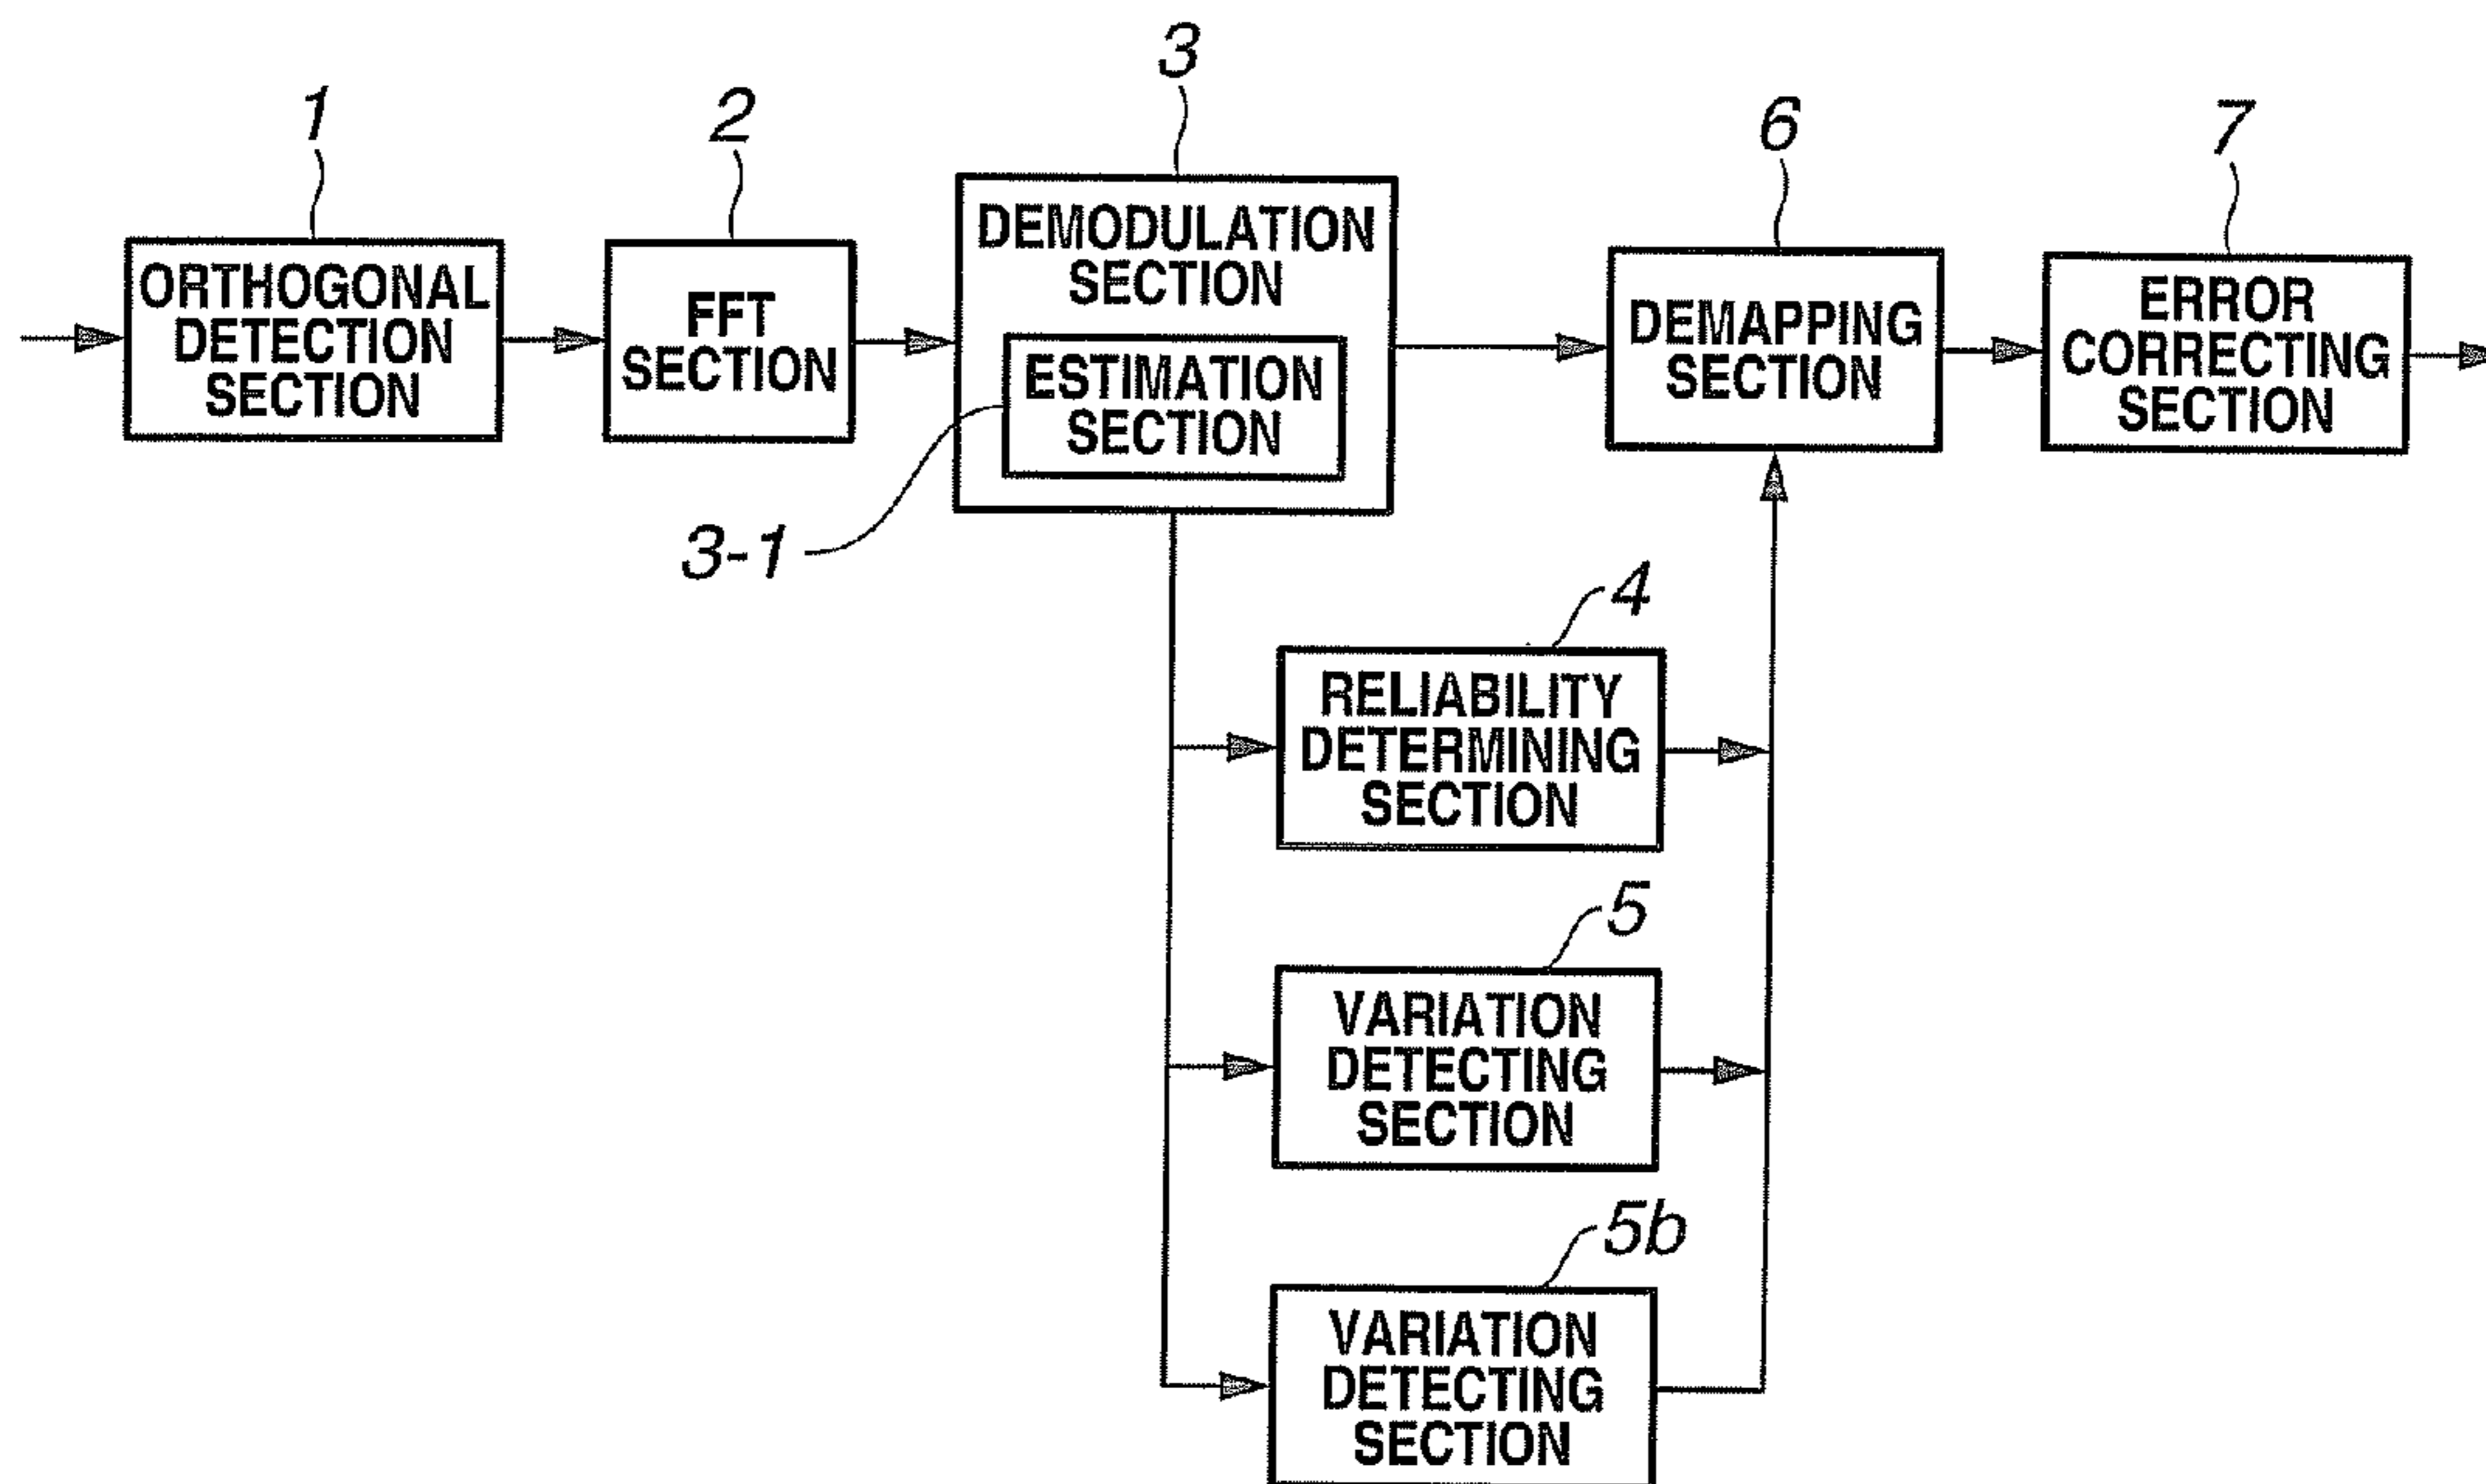 1
ORTHOGONAL
DETECTION
SECTION
2
FFT
SECTION
3
DEMODULATION
SECTION
ESTIMATION
SECTION
3-1
6
DEMAPPING
SECTION
7
ERROR
CORRECTING
SECTION
4
RELIABILITY
DETERMINING
SECTION
5
VARIATION
DETECTING
SECTION
5b
VARIATION
DETECTING
SECTION